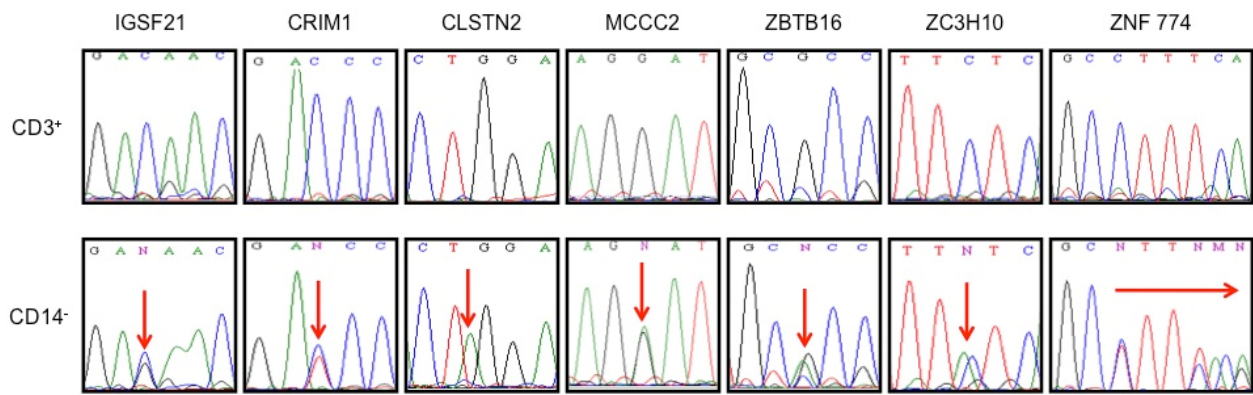 IGSF21 CRIM1 CLSTN2 MCCC2 ZBTB16 ZC3H10 ZNF 774
G A C A A C G A C C C C T G G A A G G A T G C G C C T T C T C G C C T T T C A
CD3+
G A N A A C G A N C C C T G G A A G N A T G C N C C T T N T C G C N T T N M N
CD14-